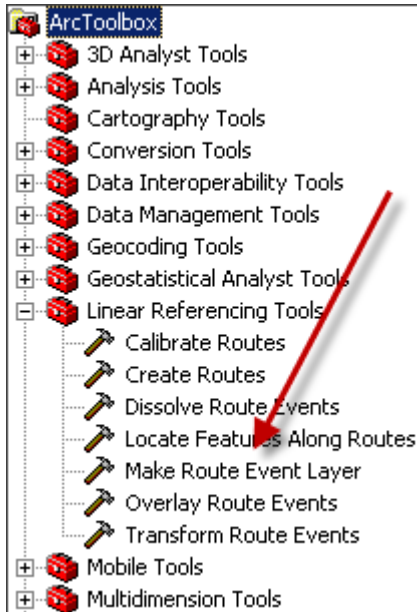 ArcToolbox
3D Analyst Tools
Analysis Tools
Cartography Tools
Conversion Tools
Data Interoperability Tools
Data Management Tools
Geocoding Tools
Geostatistical Analyst Tools
Linear Referencing Tools
Calibrate Routes
Create Routes
Dissolve Route Events
Locate Features Along Routes
Make Route Event Layer
Overlay Route Events
Transform Route Events
Mobile Tools
Multidimension Tools